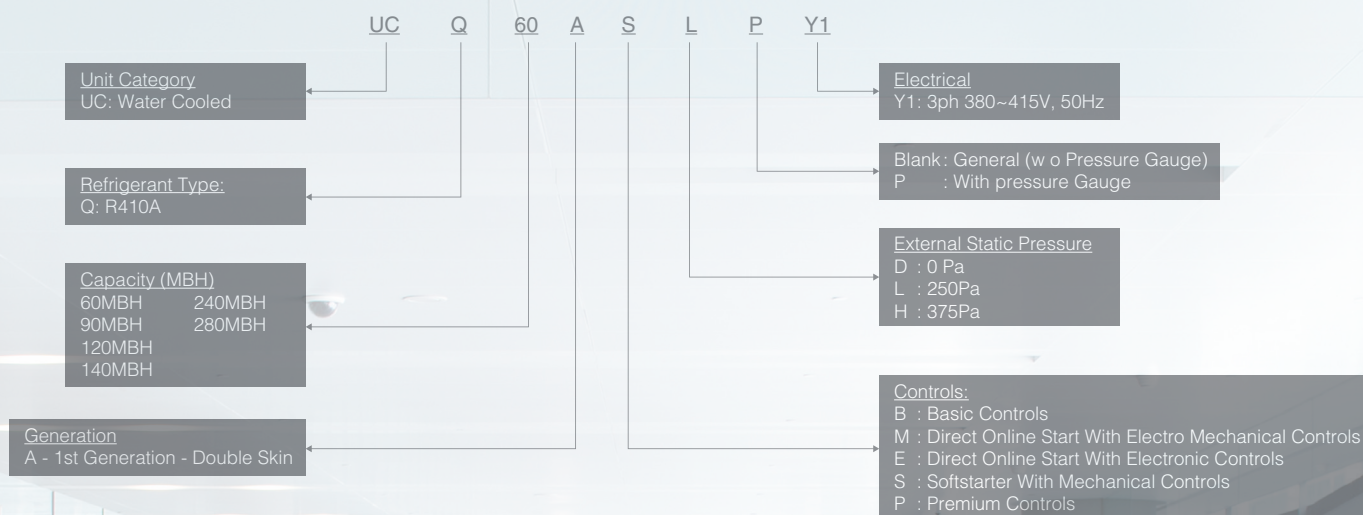 UC Q 60 A S L P Y1
Unit Category
UC: Water Cooled
Refrigerant Type:
Q: R410A
Capacity (MBH)
60MBH 240MBH
90MBH 280MBH
120MBH
140MBH
Generation
A - 1st Generation - Double Skin
Electrical
Y1: 3ph 380~415V, 50Hz
Blank : General (w o Pressure Gauge)
P : With pressure Gauge
External Static Pressure
D : 0 Pa
L : 250Pa
H : 375Pa
Controls:
B : Basic Controls
M : Direct Online Start With Electro Mechanical Controls
E : Direct Online Start With Electronic Controls
S : Softstarter With Mechanical Controls
P : Premium Controls